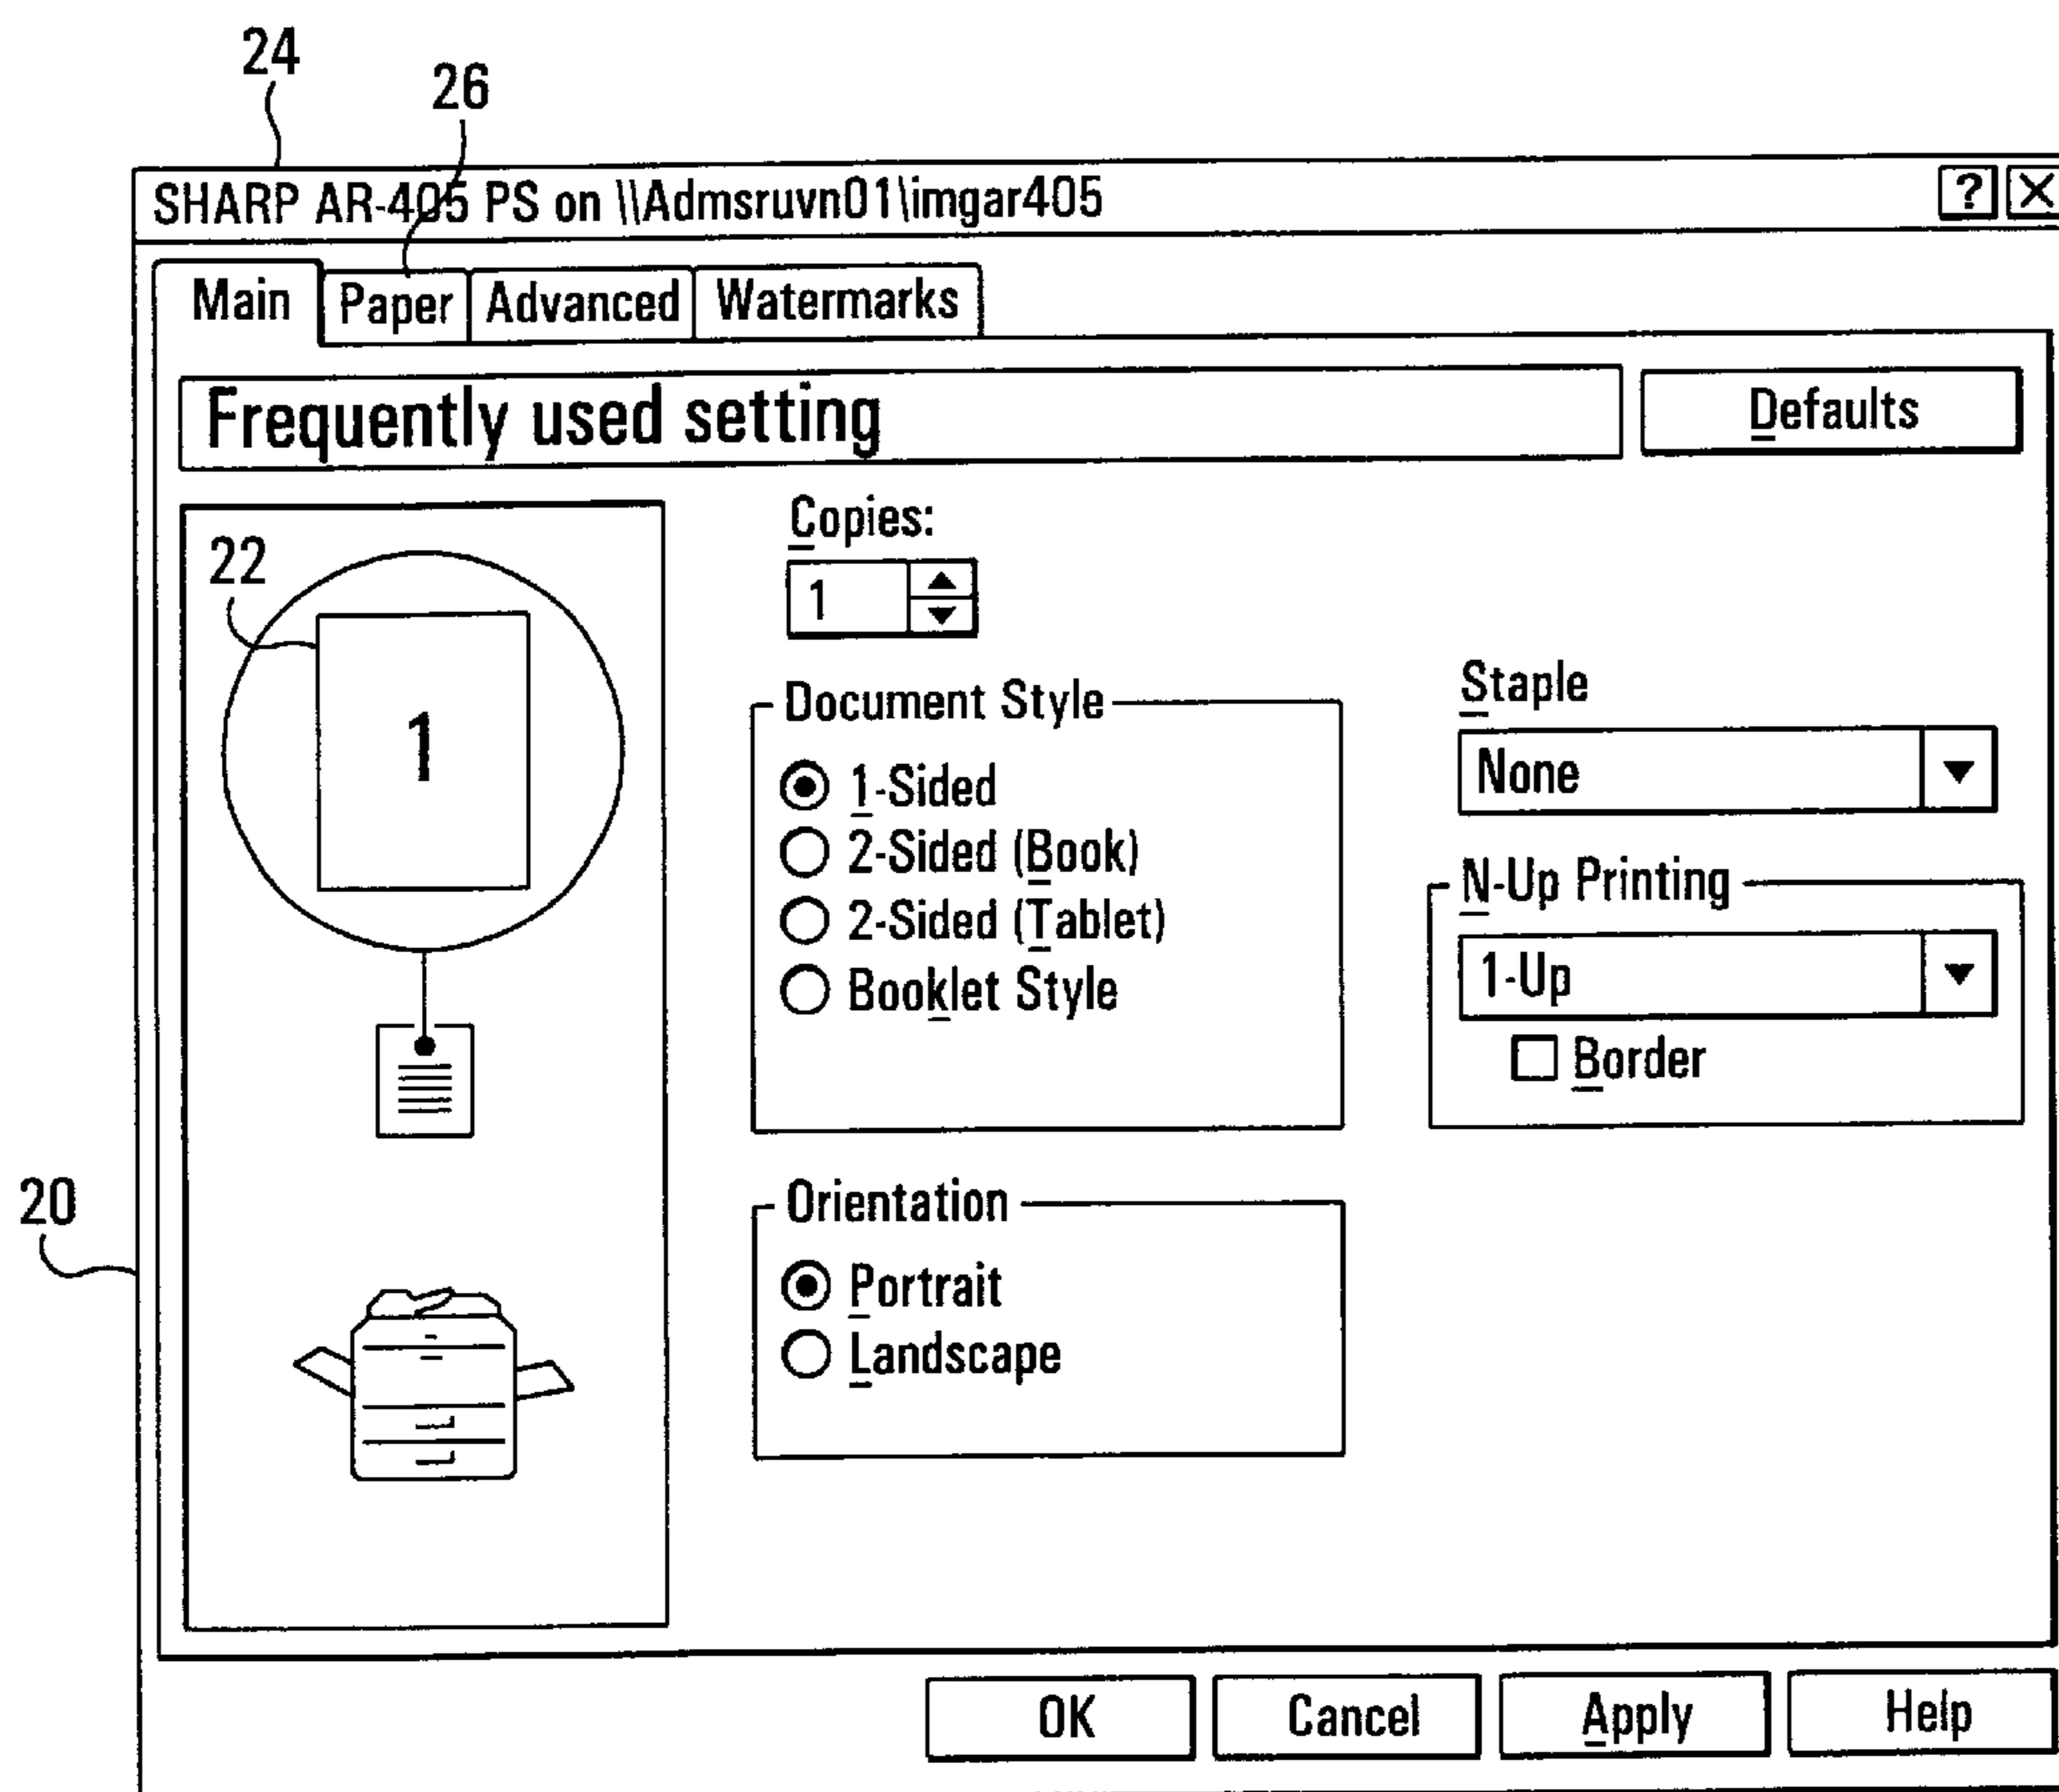 24
26
SHARP AR-405 PS on \\Admsruvn01\imgar405
? X
Main Paper Advanced Watermarks
Frequently used setting
Defaults
22
1
Copies:
1
Document Style
1-Sided
2-Sided (Book)
2-Sided (Tablet)
Booklet Style
Staple
None
N-Up Printing
1-Up
Border
20
Orientation
Portrait
Landscape
OK Cancel Apply Help